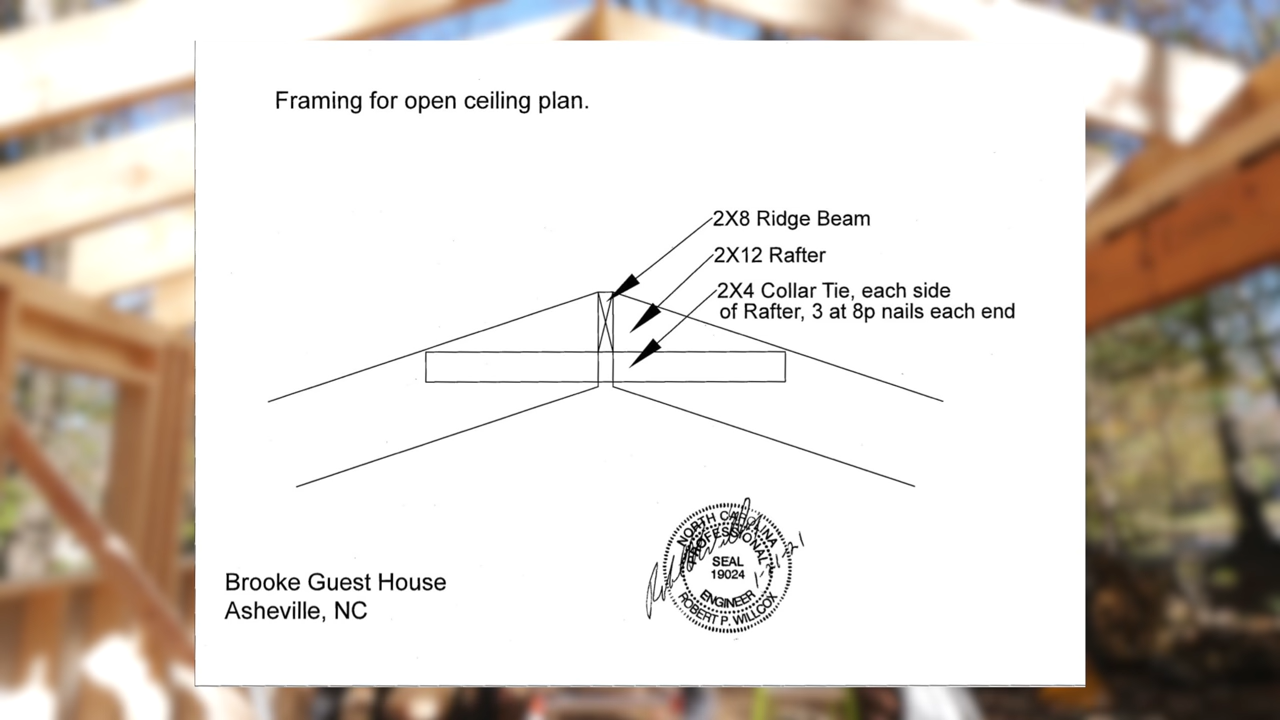 Framing for open ceiling plan.
2X8 Ridge Beam
2X12 Rafter
2X4 Collar Tie, each side
of Rafter, 3 at 8p nails each end
NORTH CAROLINA
PROFESSIONAL
SEAL
19024
ENGINEER
ROBERT P. WILLCOX
Brooke Guest House
Asheville, NC